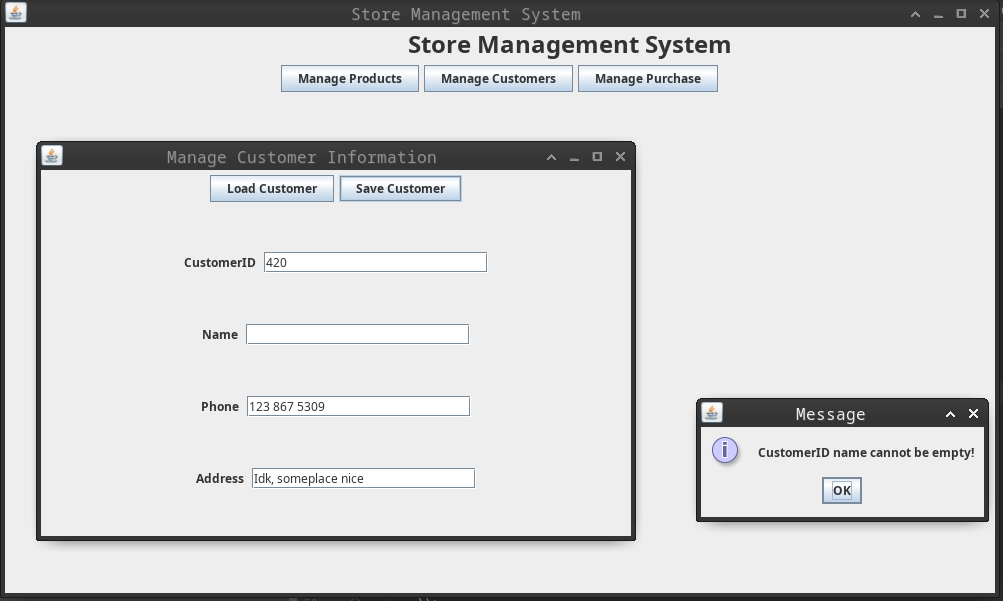 Store Management System
Store Management System
Manage Products Manage Customers Manage Purchase
Manage Customer Information
Load Customer Save Customer
CustomerID 420
Name
Phone 123 867 5309
Address Idk, someplace nice
Message
i CustomerID name cannot be empty!
OK